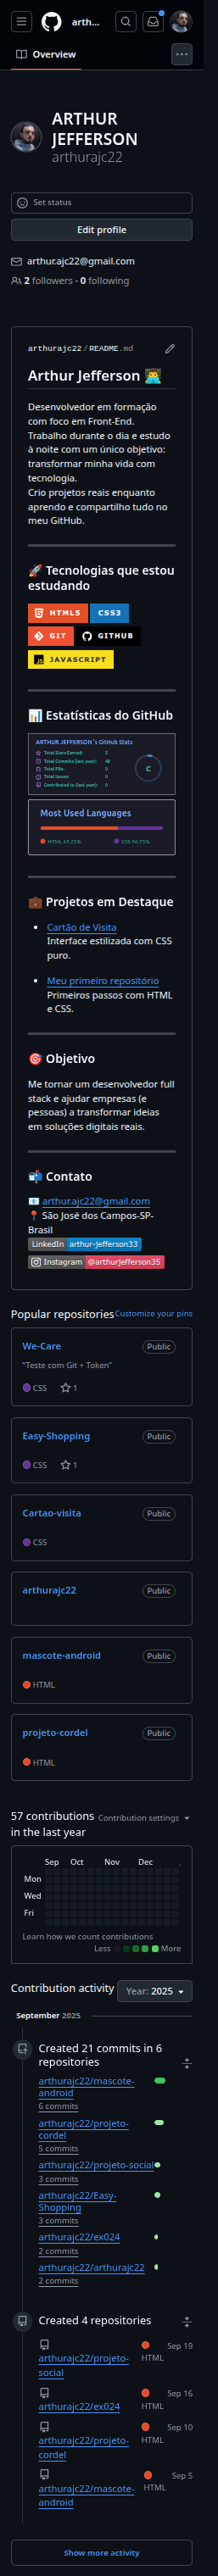 arth...
Overview
ARTHUR
JEFFERSON
arthurajc22
Set status
Edit profile
arthur.ajc22@gmail.com
2 followers · 0 following
arthurajc22/README.md
Arthur Jefferson 👨‍💻
Desenvolvedor em formação
com foco em Front-End.
Trabalho durante o dia e estudo
à noite com um único objetivo:
transformar minha vida com
tecnologia.
Crio projetos reais enquanto
aprendo e compartilho tudo no
meu GitHub.
🚀 Tecnologias que estou
estudando
HTML5 CSS3
GIT GITHUB
JS JAVASCRIPT
📊 Estatísticas do GitHub
ARTHUR JEFFERSON's GitHub Stats
Total Stars Earned: 2
Total Commits (last year): 46
Total PRs: 0
Total Issues: 0
Contributed to (last year): 0
C
Most Used Languages
HTML 63.25% CSS 36.75%
💼 Projetos em Destaque
• Cartão de Visita
Interface estilizada com CSS
puro.
• Meu primeiro repositório
Primeiros passos com HTML
e CSS.
🎯 Objetivo
Me tornar um desenvolvedor full
stack e ajudar empresas (e
pessoas) a transformar ideias
em soluções digitais reais.
📬 Contato
📧 arthur.ajc22@gmail.com
📍 São José dos Campos-SP-
Brasil
LinkedIn arthur-jefferson33
Instagram @arthurjefferson35
Popular repositories Customize your pins
We-Care Public
"Teste com Git + Token"
CSS 1
Easy-Shopping Public
CSS 1
Cartao-visita Public
CSS
arthurajc22 Public
mascote-android Public
HTML
projeto-cordel Public
HTML
57 contributions Contribution settings
in the last year
Sep Oct Nov Dec
Mon
Wed
Fri
Learn how we count contributions
Less More
Contribution activity Year: 2025
September 2025
Created 21 commits in 6
repositories
arthurajc22/mascote-
android
6 commits
arthurajc22/projeto-
cordel
5 commits
arthurajc22/projeto-social
3 commits
arthurajc22/Easy-
Shopping
3 commits
arthurajc22/ex024
2 commits
arthurajc22/arthurajc22
2 commits
Created 4 repositories
arthurajc22/projeto-
social
HTML Sep 19
arthurajc22/ex024
HTML Sep 16
arthurajc22/projeto-
cordel
HTML Sep 10
arthurajc22/mascote-
android
HTML Sep 5
Show more activity